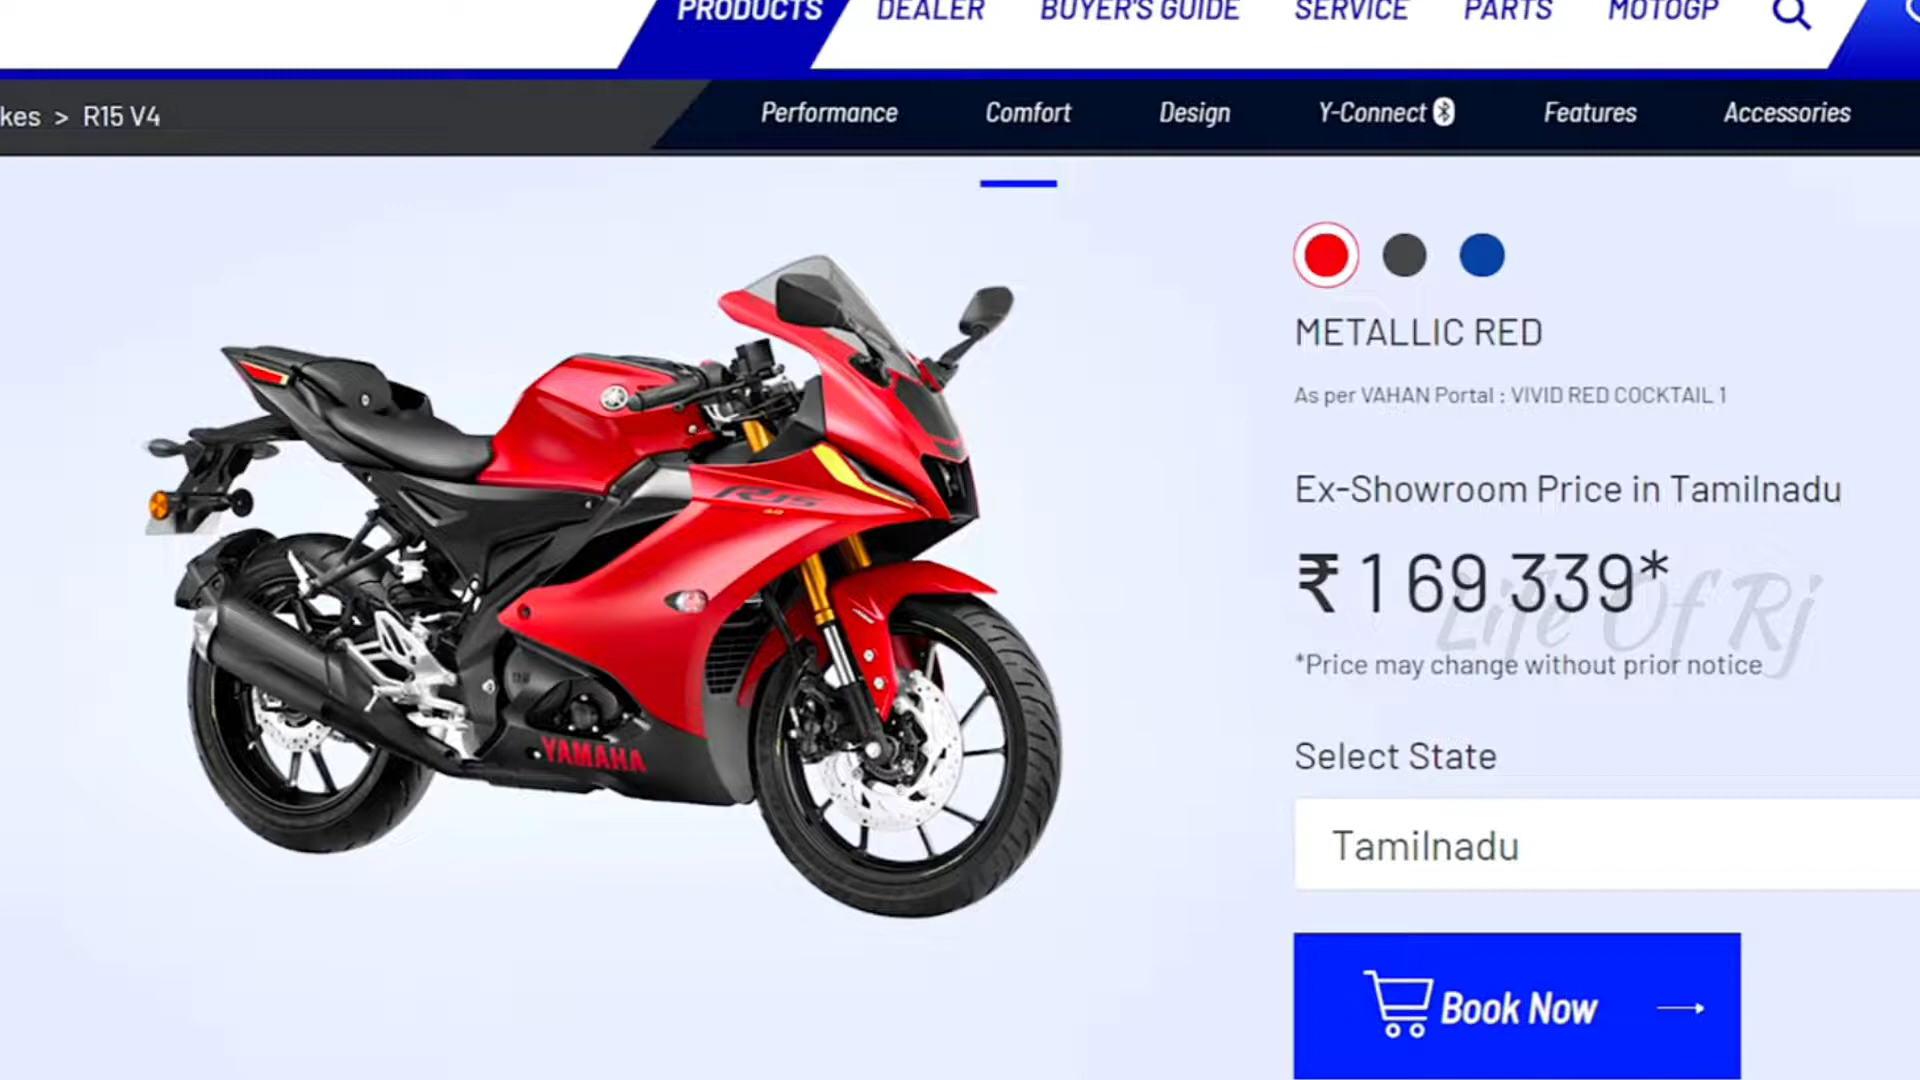 PRODUCTS DEALER BUYER'S GUIDE SERVICE PARTS MOTOGP
kes > R15 V4
Performance Comfort Design Y-Connect Features Accessories
METALLIC RED
As per VAHAN Portal : VIVID RED COCKTAIL 1
Ex-Showroom Price in Tamilnadu
₹ 1 69 339*
Life Of Rj
*Price may change without prior notice
Select State
Tamilnadu
Book Now
R15
YAMAHA